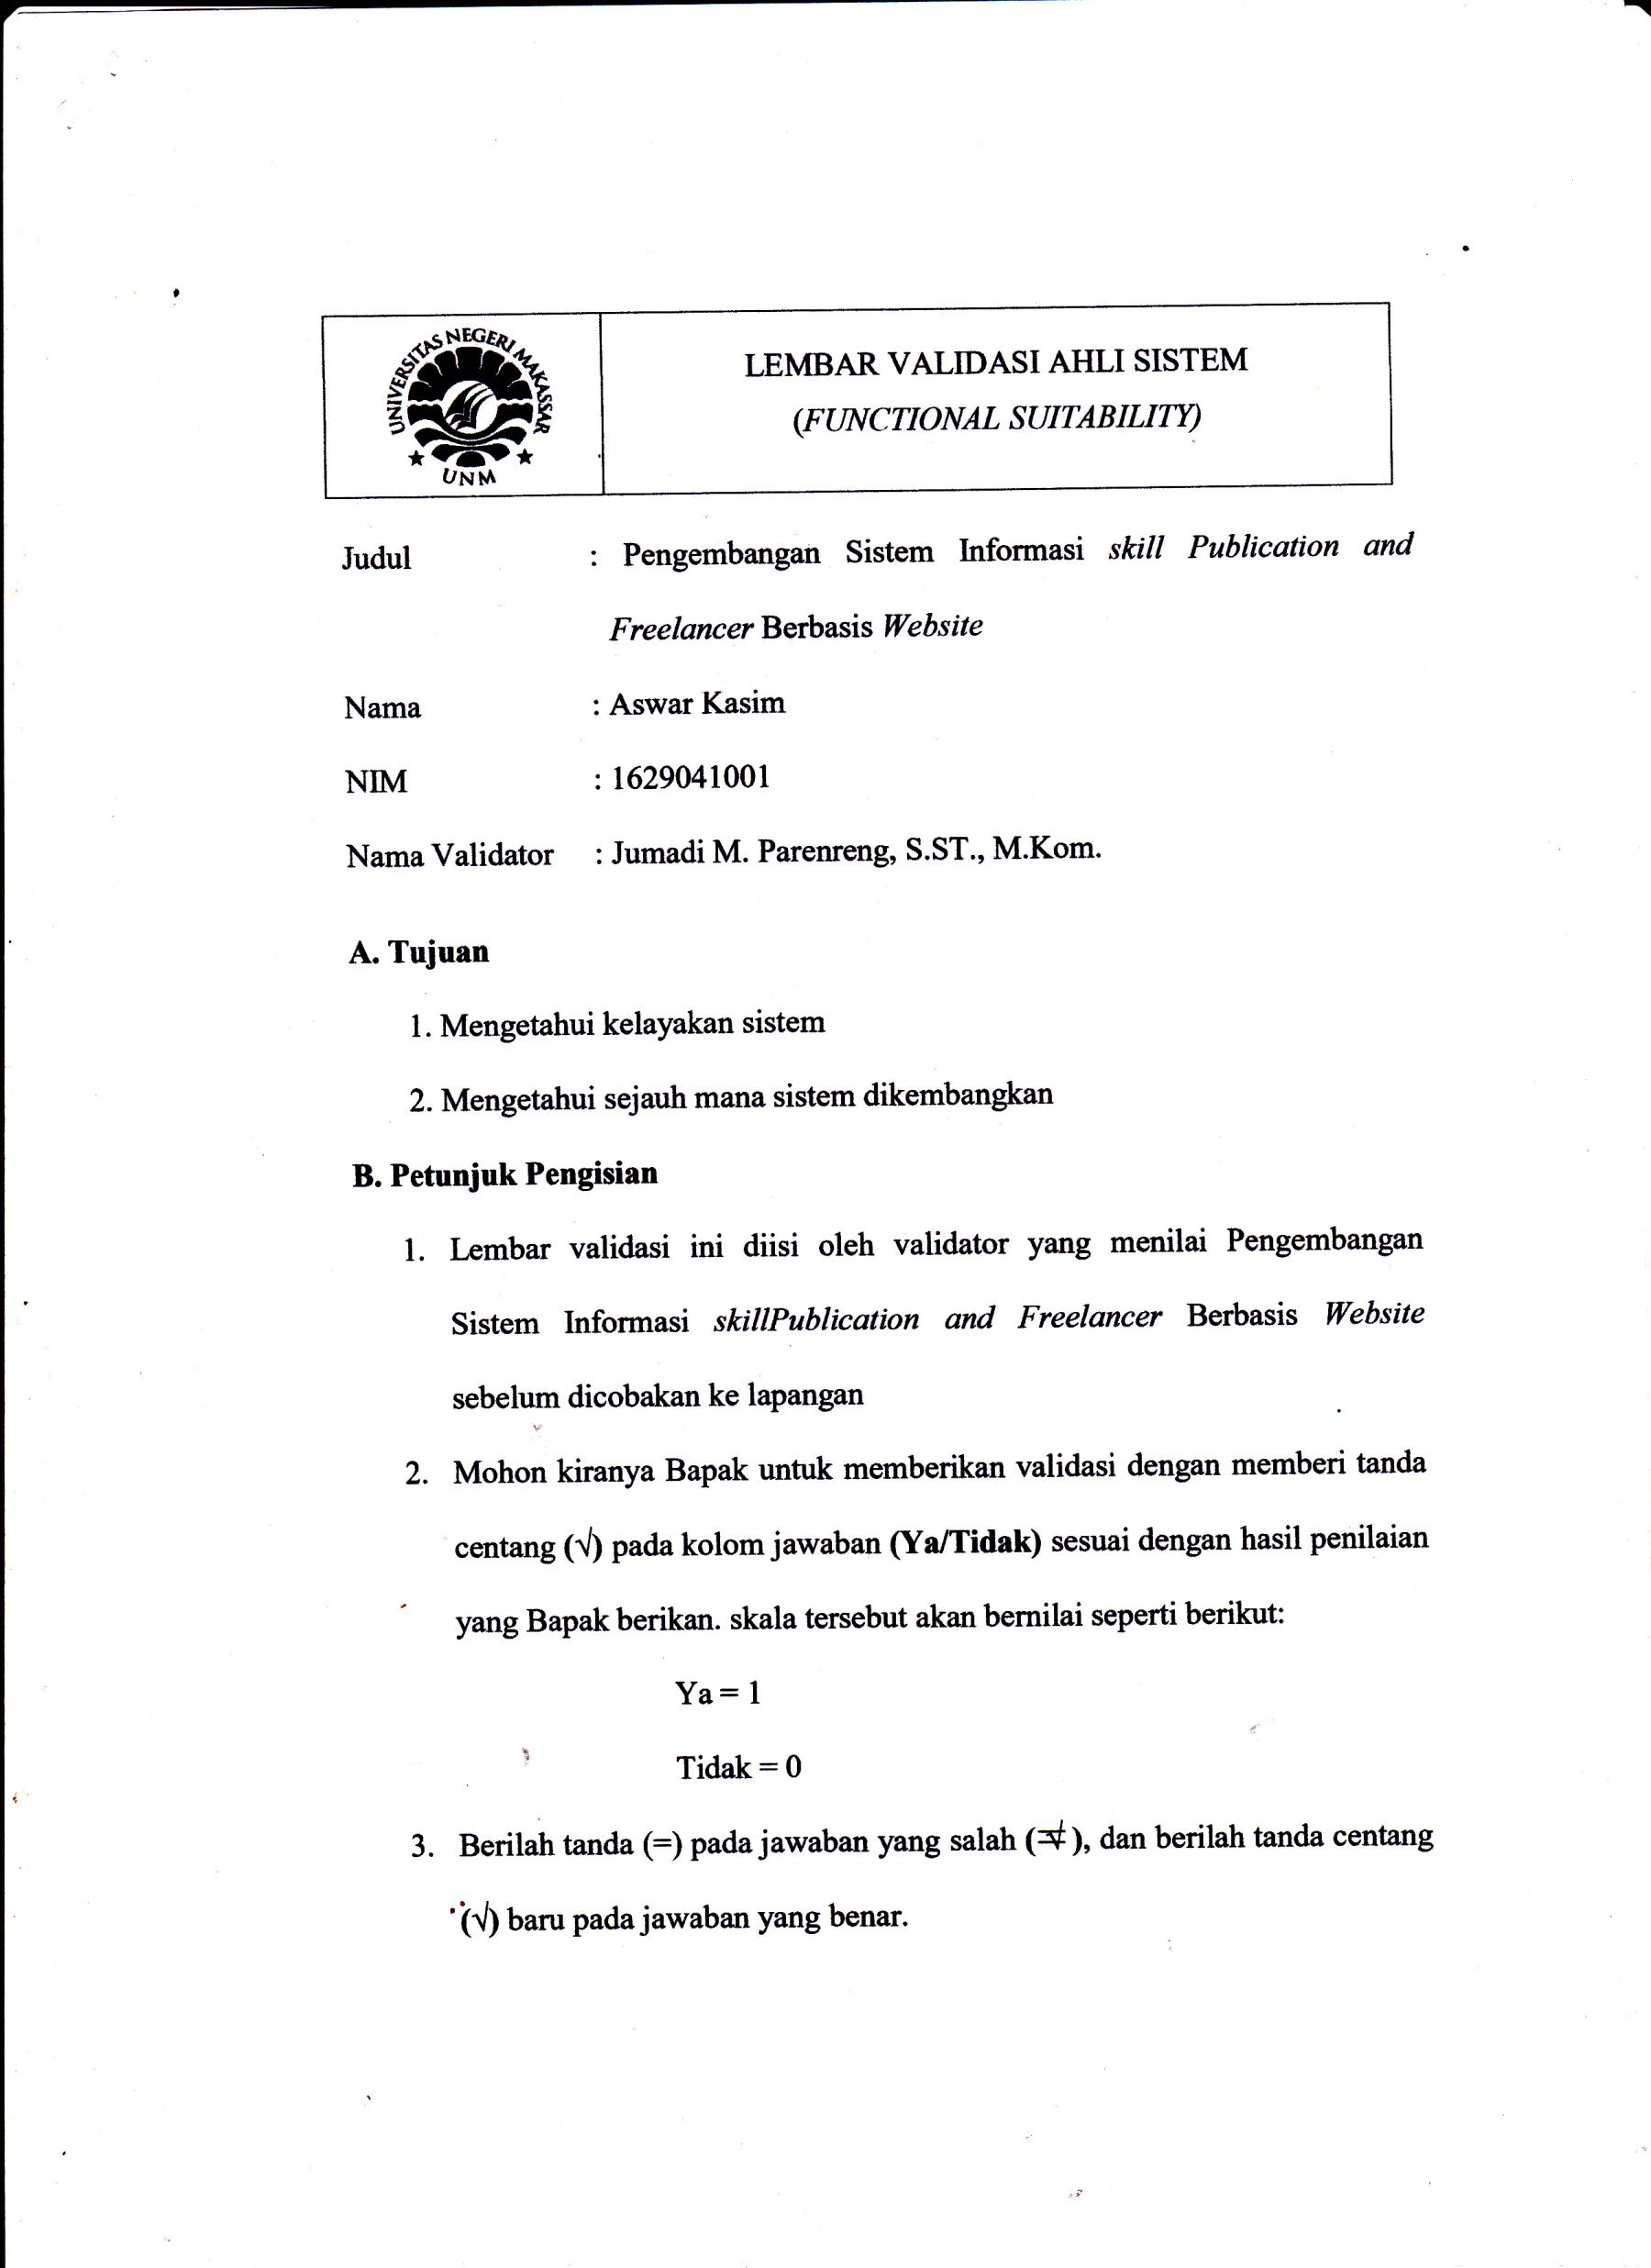 UNIVERSITAS NEGERI MAKASSAR
UNM
LEMBAR VALIDASI AHLI SISTEM
(FUNCTIONAL SUITABILITY)
Judul : Pengembangan Sistem Informasi skill Publication and
Freelancer Berbasis Website
Nama : Aswar Kasim
NIM : 1629041001
Nama Validator : Jumadi M. Parenreng, S.ST., M.Kom.
A. Tujuan
1. Mengetahui kelayakan sistem
2. Mengetahui sejauh mana sistem dikembangkan
B. Petunjuk Pengisian
1. Lembar validasi ini diisi oleh validator yang menilai Pengembangan
Sistem Informasi skillPublication and Freelancer Berbasis Website
sebelum dicobakan ke lapangan
2. Mohon kiranya Bapak untuk memberikan validasi dengan memberi tanda
centang (√) pada kolom jawaban (Ya/Tidak) sesuai dengan hasil penilaian
yang Bapak berikan. skala tersebut akan bernilai seperti berikut:
Ya = 1
Tidak = 0
3. Berilah tanda (=) pada jawaban yang salah (√), dan berilah tanda centang
(√) baru pada jawaban yang benar.